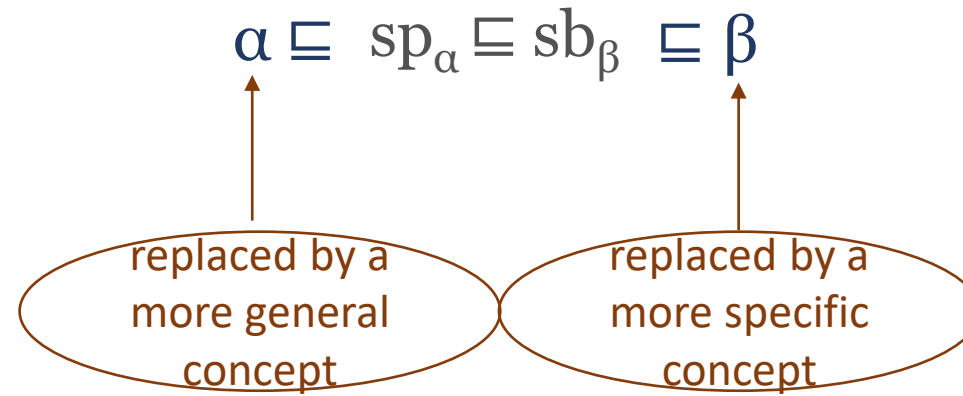 α ⊑ sp_α ⊑ sb_β ⊑ β
replaced by a
more general
concept
replaced by a
more specific
concept